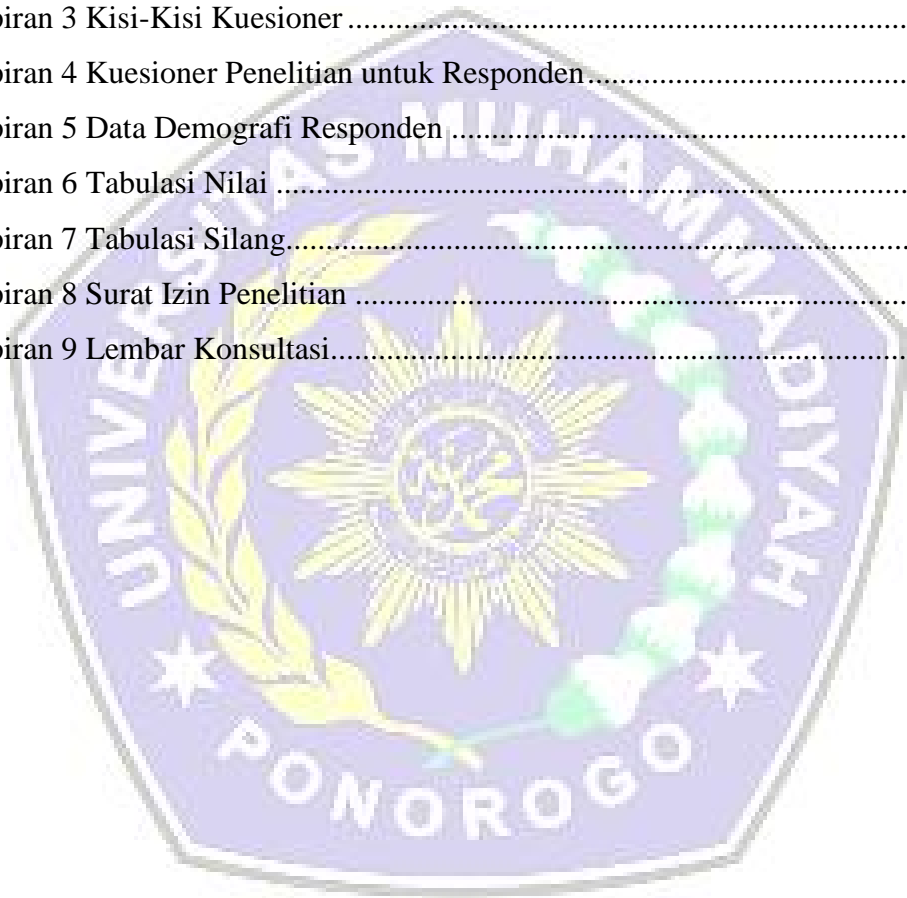 piran 3 Kisi-Kisi Kuesioner
piran 4 Kuesioner Penelitian untuk Responden
piran 5 Data Demografi Responden
piran 6 Tabulasi Nilai
piran 7 Tabulasi Silang
piran 8 Surat Izin Penelitian
piran 9 Lembar Konsultasi
UNIVERSITAS MUHAMMADIYAH
PONOROGO